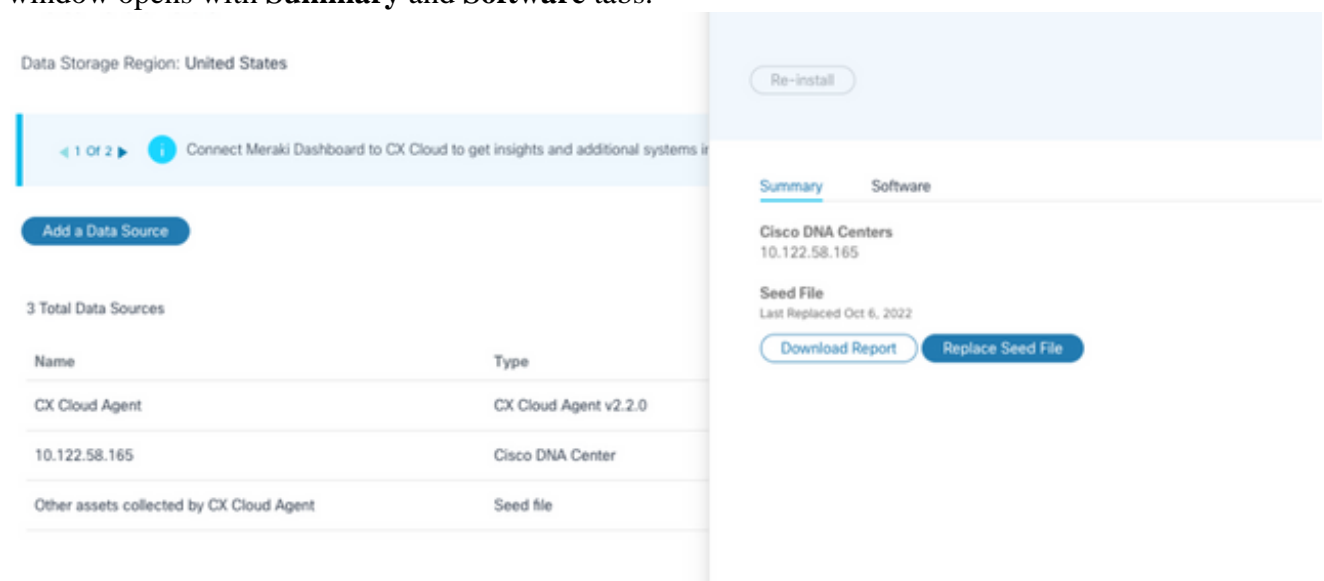 window opens with Summary and Software tabs.
Data Storage Region: United States
1 Of 2
Connect Meraki Dashboard to CX Cloud to get insights and additional systems
Add a Data Source
3 Total Data Sources
Name Type
CX Cloud Agent CX Cloud Agent v2.2.0
10.122.58.165 Cisco DNA Center
Other assets collected by CX Cloud Agent Seed file
Re-install
Summary Software
Cisco DNA Centers
10.122.58.165
Seed File
Last Replaced Oct 6, 2022
Download Report Replace Seed File